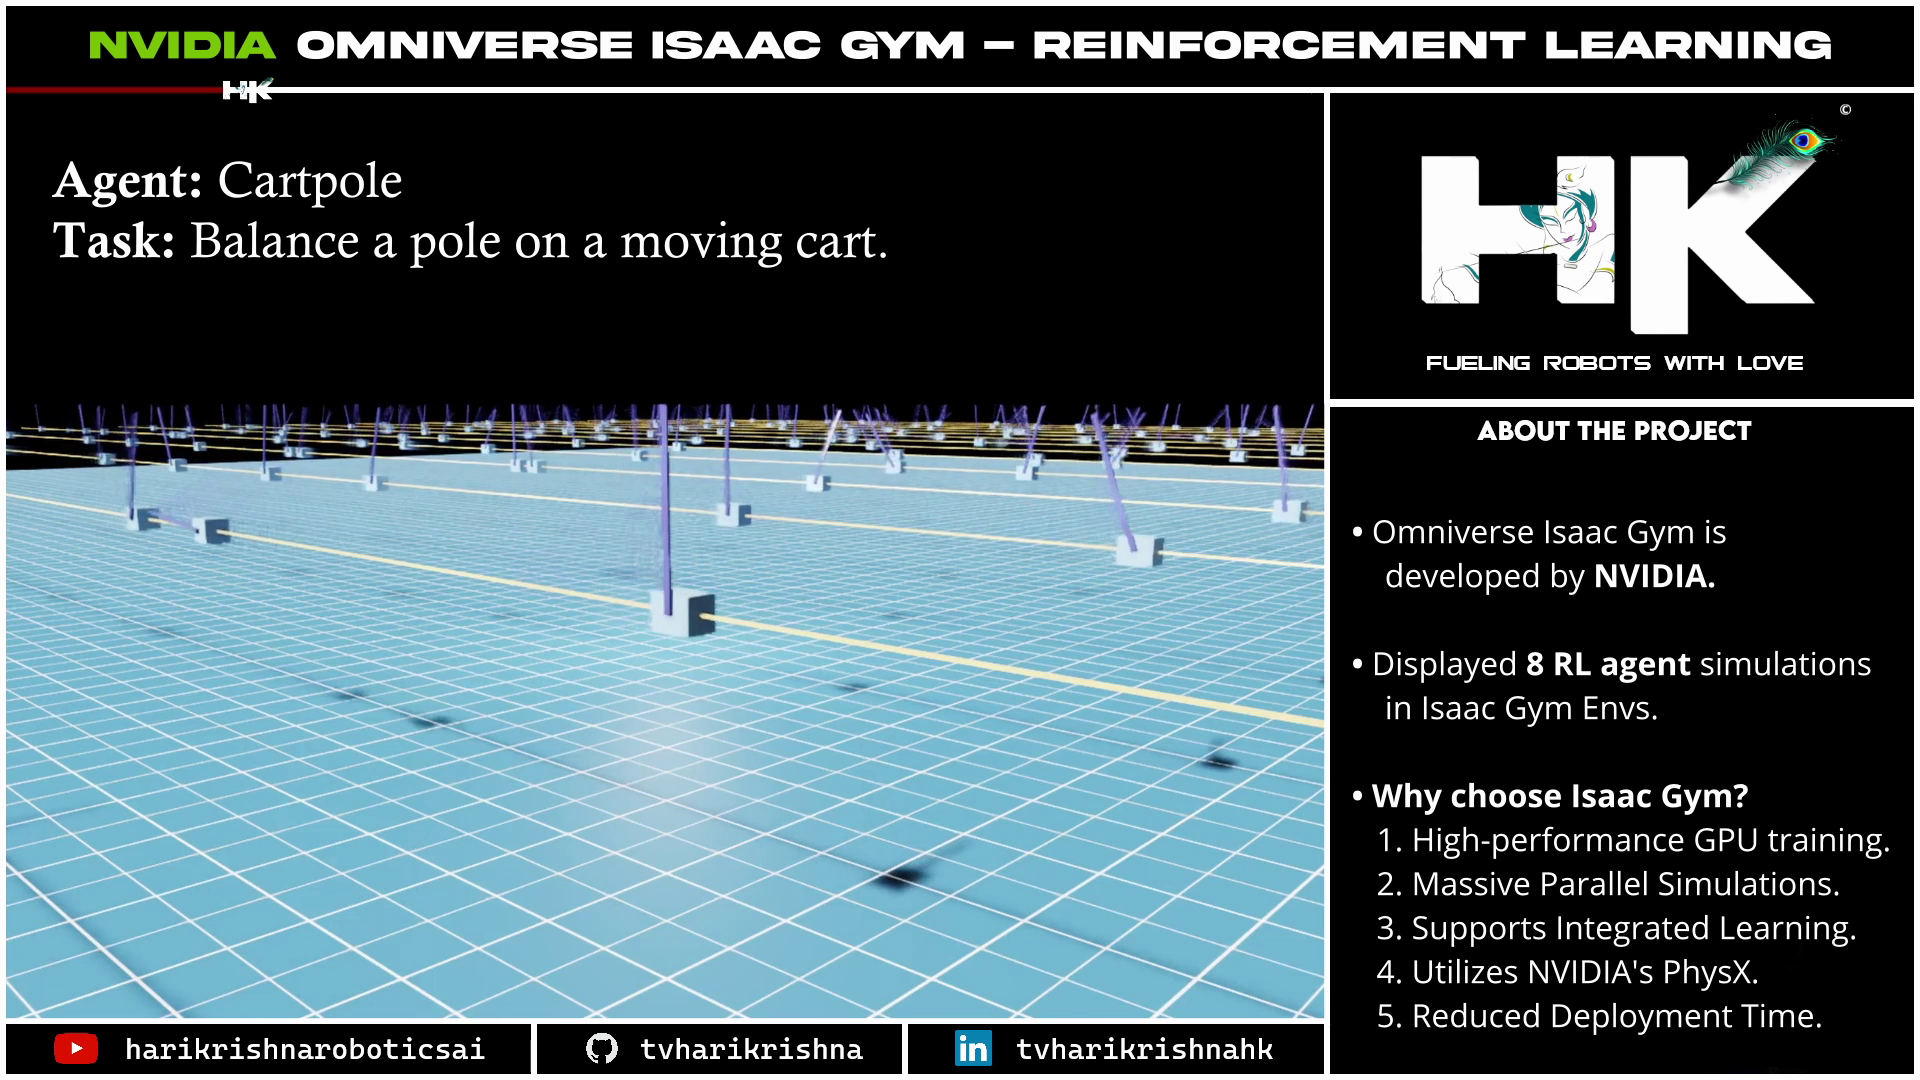 NVIDIA OMNIVERSE ISAAC GYM – REINFORCEMENT LEARNING
HK
Agent: Cartpole
Task: Balance a pole on a moving cart.
©
HK
FUELING ROBOTS WITH LOVE
ABOUT THE PROJECT
• Omniverse Isaac Gym is
developed by NVIDIA.
• Displayed 8 RL agent simulations
in Isaac Gym Envs.
• Why choose Isaac Gym?
1. High-performance GPU training.
2. Massive Parallel Simulations.
3. Supports Integrated Learning.
4. Utilizes NVIDIA's PhysX.
5. Reduced Deployment Time.
harikrishnaroboticsai
tvharikrishna
in tvharikrishnahk